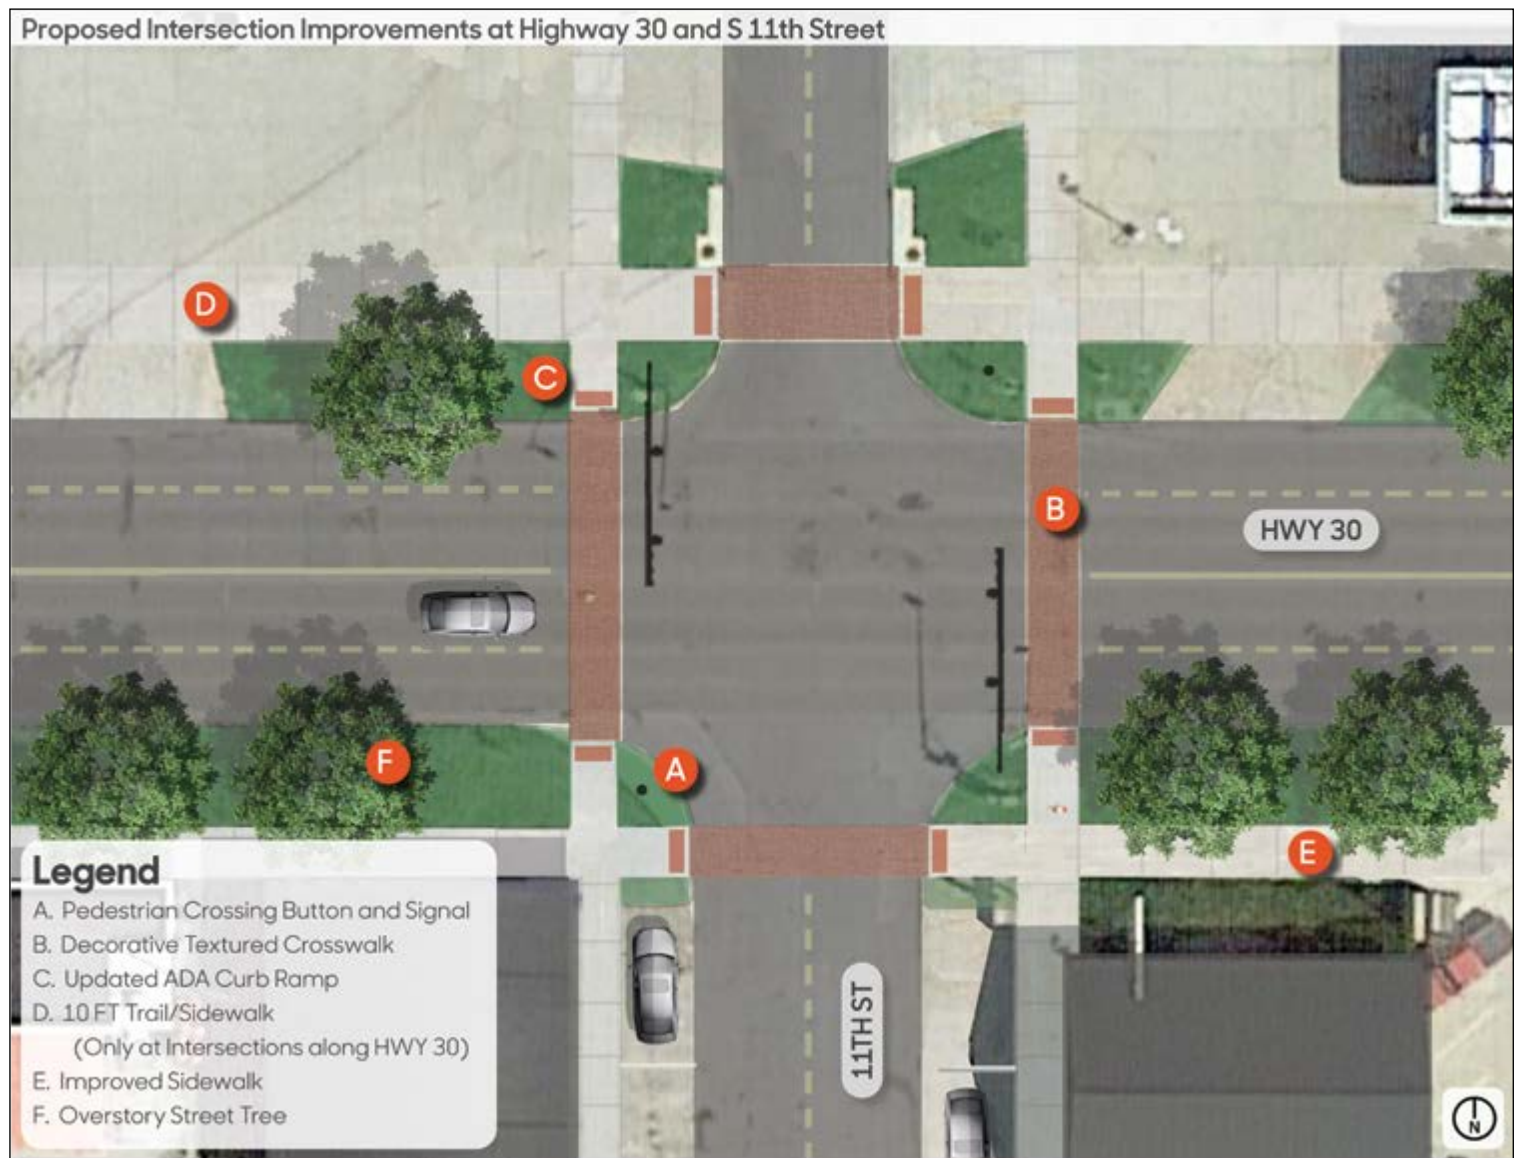 Proposed Intersection Improvements at Highway 30 and S 11th Street
D
C
B
HWY 30
A
F
E
Legend
A. Pedestrian Crossing Button and Signal
B. Decorative Textured Crosswalk
C. Updated ADA Curb Ramp
D. 10 FT Trail/Sidewalk
(Only at Intersections along HWY 30)
E. Improved Sidewalk
F. Overstory Street Tree
11TH ST
N